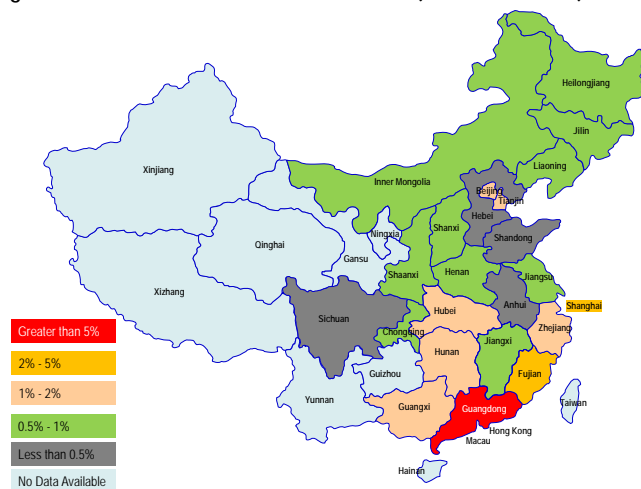 Heilongjiang
Jilin
Liaoning
Xinjiang
Inner Mongolia
Beijing
Tianjin
Hebei
Ningxia
Shanxi
Shandong
Qinghai
Gansu
Henan
Shaanxi
Jiangsu
Xizhang
Anhui
Shanghai
Hubei
Sichuan
Zhejiang
Chongqing
Greater than 5%
Jiangxi
Hunan
2% - 5%
Guizhou
Fujian
1% - 2%
Yunnan
Guangxi
Guangdong
Taiwan
0.5% - 1%
Hong Kong
Macau
Less than 0.5%
Hainan
No Data Available